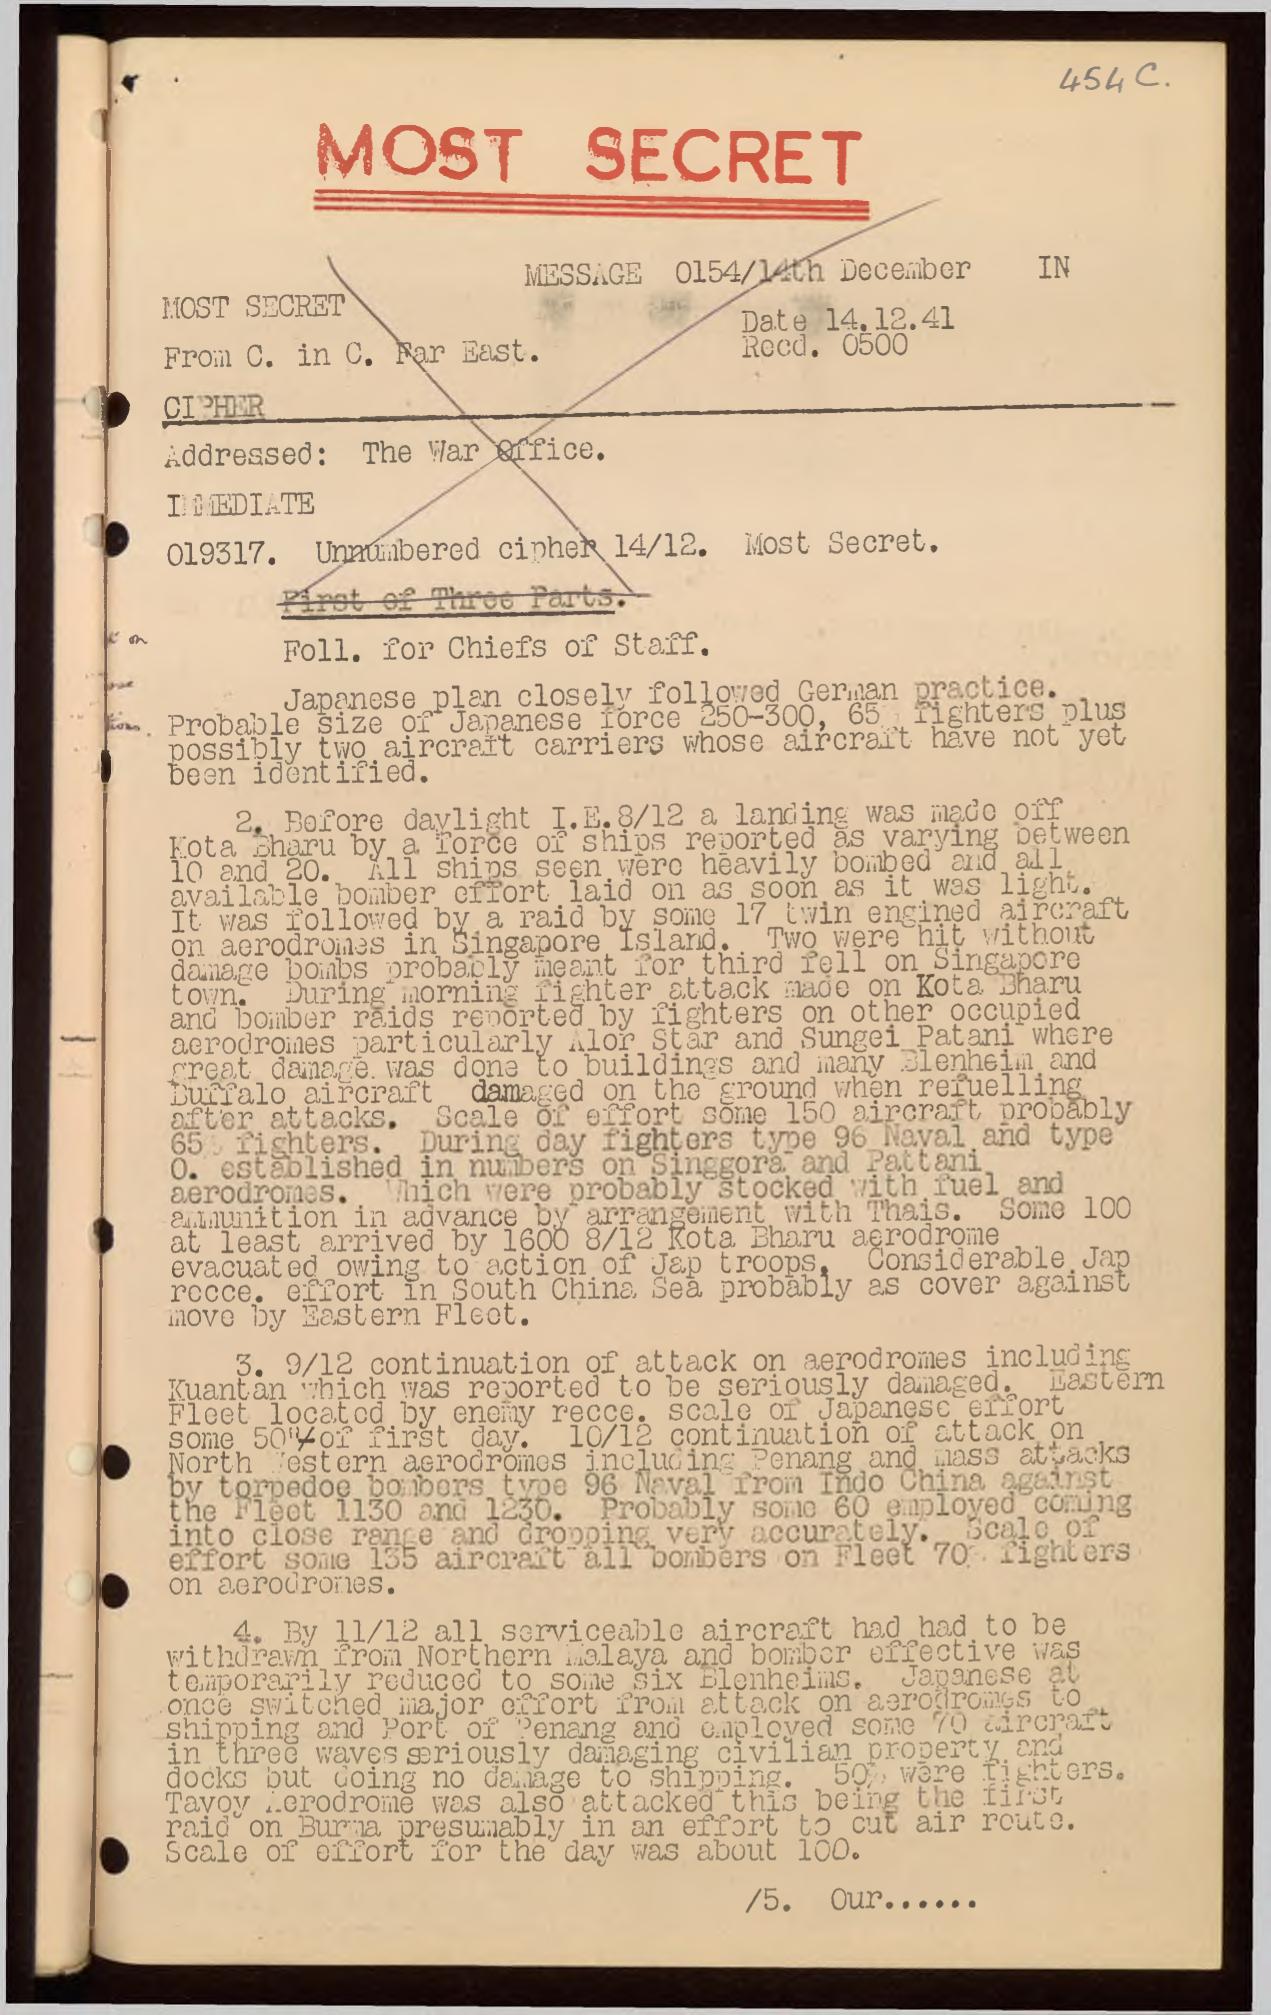 454 C.
MOST SECRET
MESSAGE 0154/14th December IN
MOST SECRET
Date 14.12.41
From C. in C. Far East.
Recd. 0500
CIPHER
Addressed: The War Office.
IMMEDIATE
019317. Unnumbered cipher 14/12. Most Secret.
First of Three Parts.
on
Foll. for Chiefs of Staff.
Japanese plan closely followed German practice.
Probable size of Japanese force 250-300, 65% fighters plus
possibly two aircraft carriers whose aircraft have not yet
been identified.
2. Before daylight I.E.8/12 a landing was made off
Kota Bharu by a force of ships reported as varying between
10 and 20. All ships seen were heavily bombed and all
available bomber effort laid on as soon as it was light.
It was followed by a raid by some 17 twin engined aircraft
on aerodromes in Singapore Island. Two were hit without
damage bombs probably meant for third fell on Singapore
town. During morning fighter attack made on Kota Bharu
and bomber raids reported by fighters on other occupied
aerodromes particularly Alor Star and Sungei Patani where
great damage was done to buildings and many Blenheim and
Buffalo aircraft damaged on the ground when refuelling
after attacks. Scale of effort some 150 aircraft probably
65% fighters. During day fighters type 96 Naval and type
O. established in numbers on Singgora and Pattani
aerodromes. Which were probably stocked with fuel and
ammunition in advance by arrangement with Thais. Some 100
at least arrived by 1600 8/12 Kota Bharu aerodrome
evacuated owing to action of Jap troops. Considerable Jap
recce. effort in South China Sea probably as cover against
move by Eastern Fleet.
3. 9/12 continuation of attack on aerodromes including
Kuantan which was reported to be seriously damaged. Eastern
Fleet located by enemy recce. scale of Japanese effort
some 50% of first day. 10/12 continuation of attack on
North Western aerodromes including Penang and mass attacks
by torpedoe bombers type 96 Naval from Indo China against
the Fleet 1130 and 1230. Probably some 60 employed coming
into close range and dropping very accurately. Scale of
effort some 135 aircraft all bombers on Fleet 70% fighters
on aerodromes.
4. By 11/12 all serviceable aircraft had had to be
withdrawn from Northern Malaya and bomber effective was
temporarily reduced to some six Blenheims. Japanese at
once switched major effort from attack on aerodromes to
shipping and Port of Penang and employed some 70 aircraft
in three waves seriously damaging civilian property and
docks but doing no damage to shipping. 50% were fighters.
Tavoy Aerodrome was also attacked this being the first
raid on Burma presumably in an effort to cut air route.
Scale of effort for the day was about 100.
/5. Our......